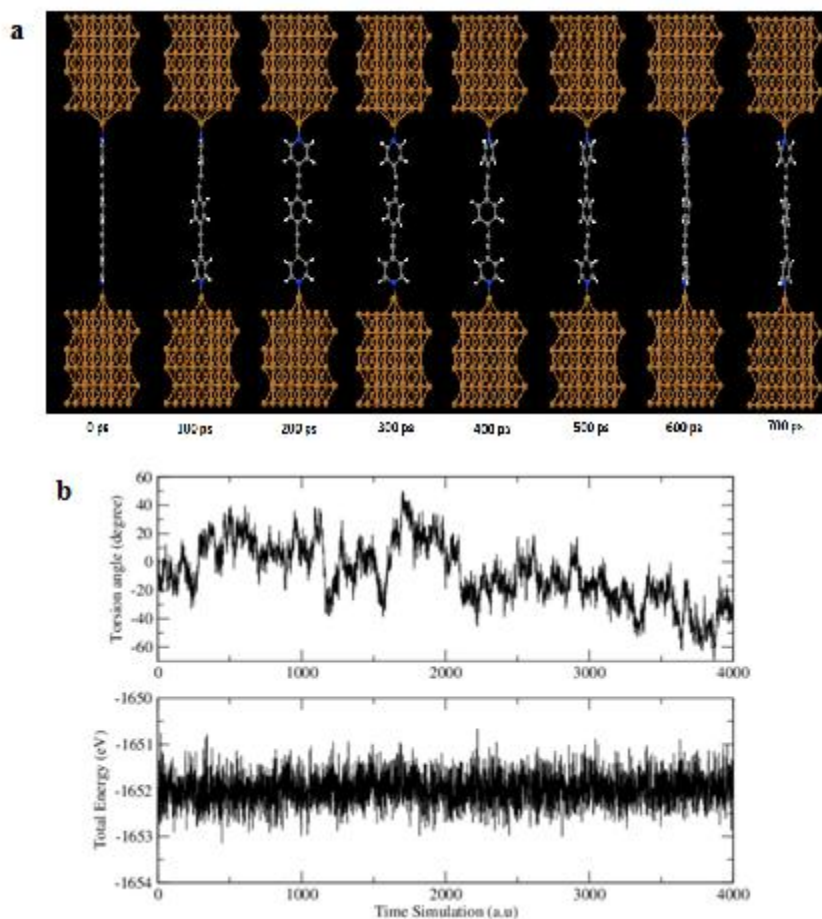 a
0 ps 100 ps 200 ps 300 ps 400 ps 500 ps 600 ps 700 ps
b
60
40
20
0
-20
-40
-60
Torsion angle (degree)
0 1000 2000 3000 4000
-1650
-1651
-1652
-1653
-1654
Total Energy (eV)
0 1000 2000 3000 4000
Time Simulation (a.u)